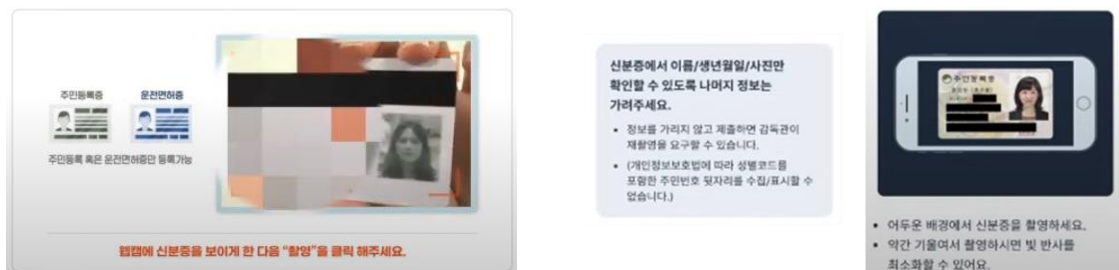 주민등록증 운전면허증
주민등록 혹은 운전면허증만 등록가능
웹캠에 신분증을 보이게 한 다음 “촬영”을 클릭 해주세요.
신분증에서 이름/생년월일/사진만
확인할 수 있도록 나머지 정보는
가려주세요.
• 정보를 가리지 않고 제출하면 감독관이
재촬영을 요구할 수 있습니다.
• (개인정보보호법에 따라 성별코드를
포함한 주민번호 뒷자리를 수집/표시할 수
없습니다.)
주민등록증
• 어두운 배경에서 신분증을 촬영하세요.
• 약간 기울여서 촬영하시면 빛 반사를
최소화할 수 있어요.